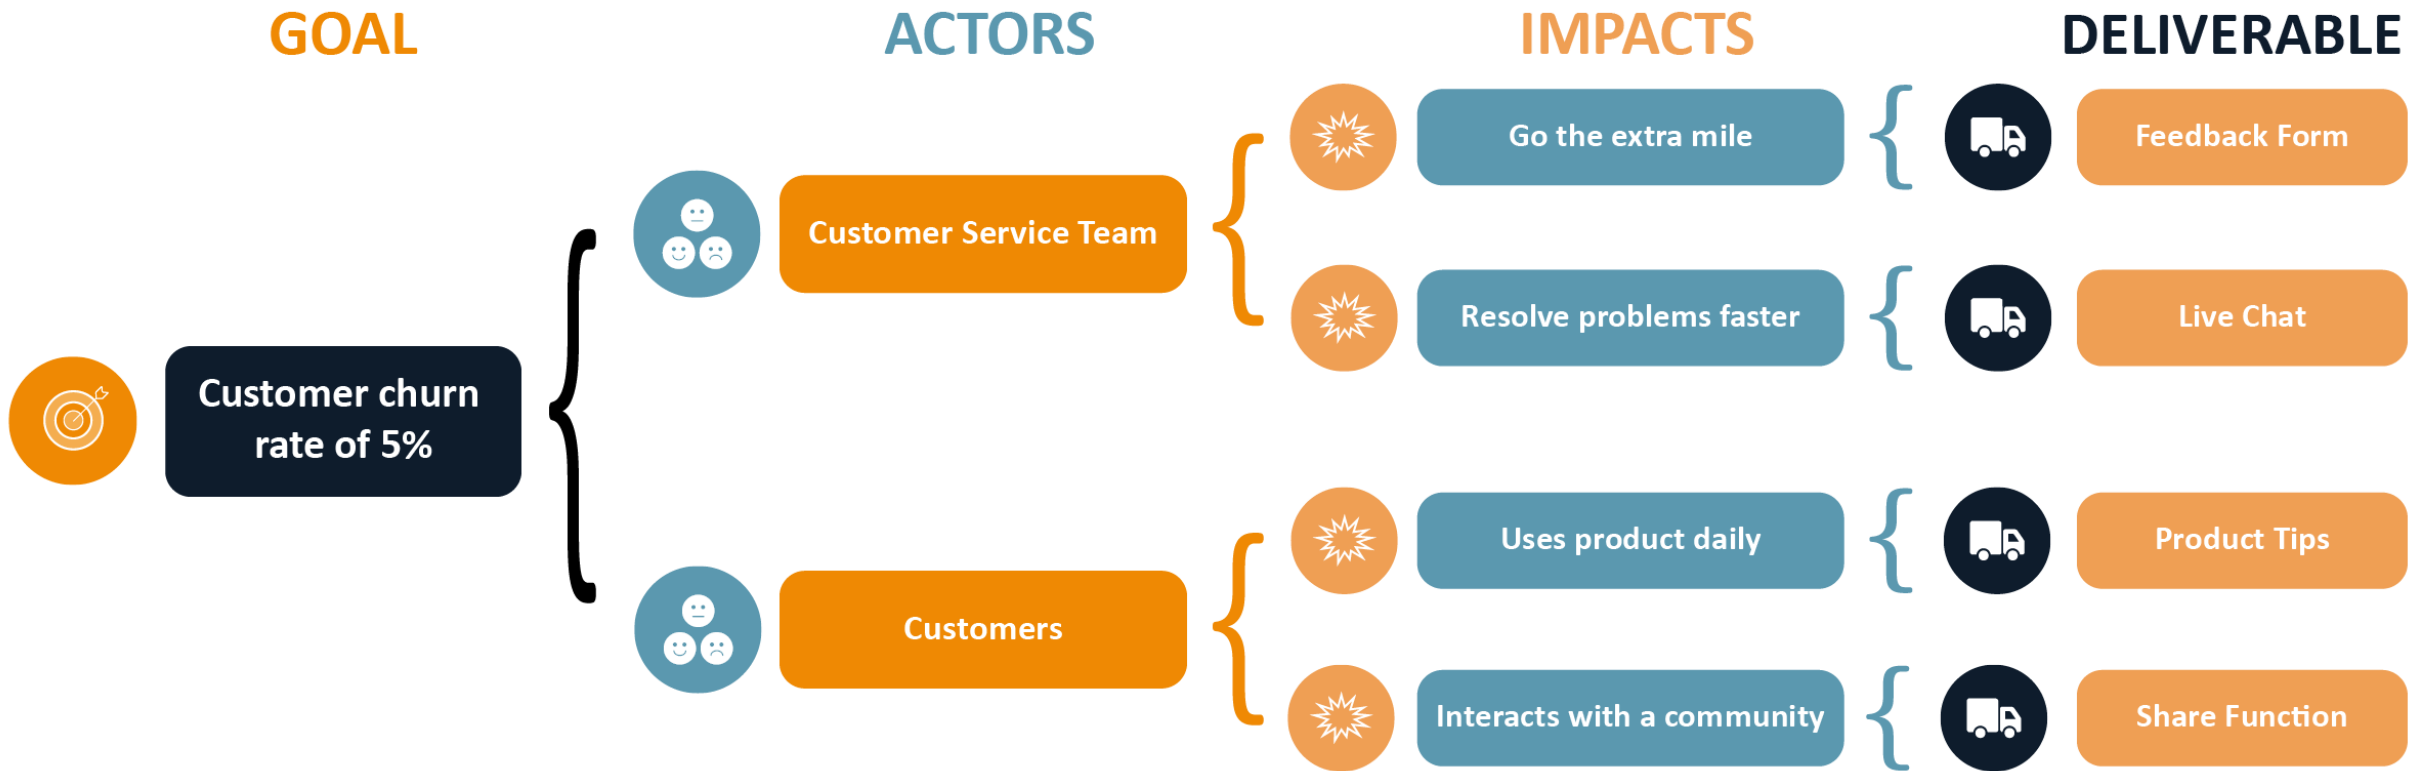 GOAL
ACTORS
IMPACTS
DELIVERABLE
Customer churn
rate of 5%
Customer Service Team
Go the extra mile
Feedback Form
Resolve problems faster
Live Chat
Customers
Uses product daily
Product Tips
Interacts with a community
Share Function